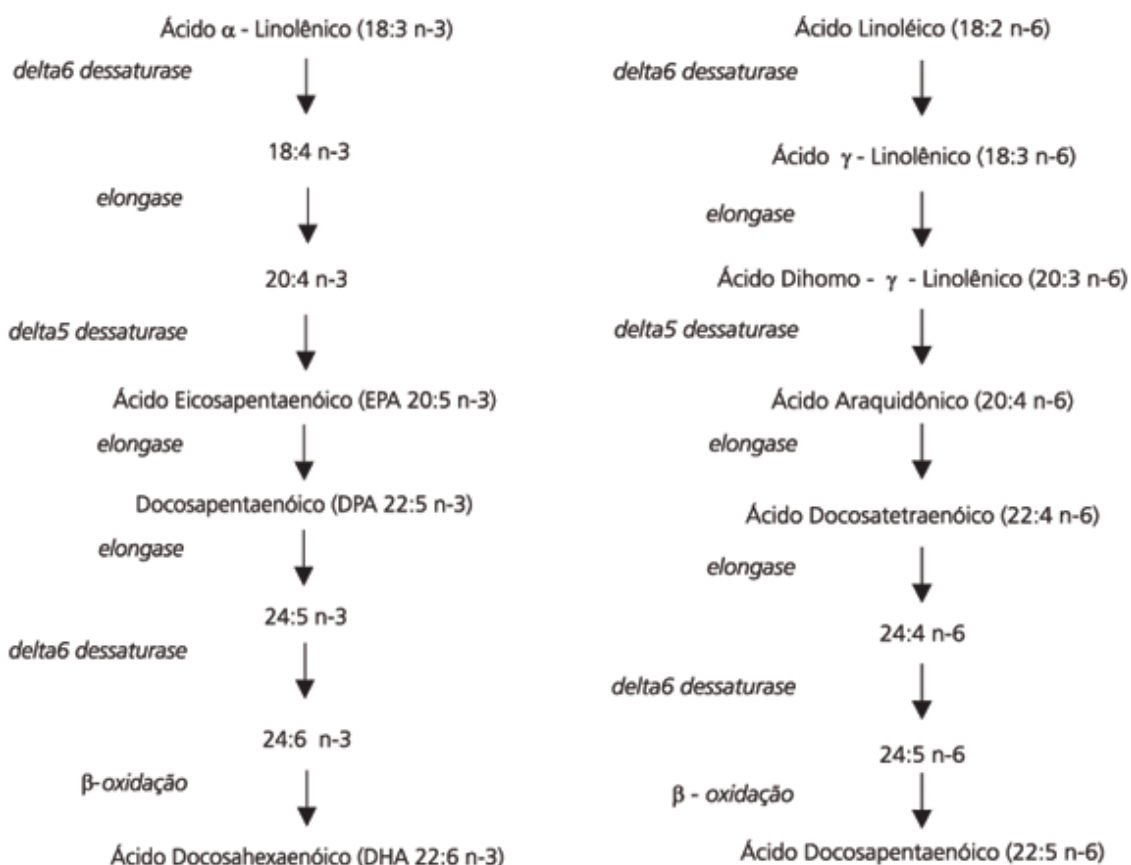 Ácido α - Linolênico (18:3 n-3)
delta6 dessaturase
18:4 n-3
elongase
20:4 n-3
delta5 dessaturase
Ácido Eicosapentaenóico (EPA 20:5 n-3)
elongase
Docosapentaenóico (DPA 22:5 n-3)
elongase
24:5 n-3
delta6 dessaturase
24:6 n-3
β-oxidação
Ácido Docosahexaenóico (DHA 22:6 n-3)
Ácido Linoléico (18:2 n-6)
delta6 dessaturase
Ácido γ - Linolênico (18:3 n-6)
elongase
Ácido Dihomo - γ - Linolênico (20:3 n-6)
delta5 dessaturase
Ácido Araquidônico (20:4 n-6)
elongase
Ácido Docosatetraenóico (22:4 n-6)
elongase
24:4 n-6
delta6 dessaturase
24:5 n-6
β - oxidação
Ácido Docosapentaenóico (22:5 n-6)